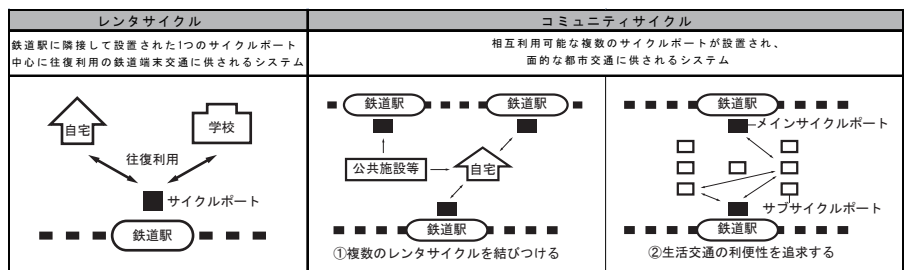 レンタサイクル
鉄道駅に隣接して設置された1つのサイクルポート
中心に往復利用の鉄道端末交通に供されるシステム
自宅
学校
往復利用
サイクルポート
鉄道駅
コミュニティサイクル
相互利用可能な複数のサイクルポートが設置され、
面的な都市交通に供されるシステム
鉄道駅
鉄道駅
公共施設等
自宅
鉄道駅
①複数のレンタサイクルを結びつける
鉄道駅
メインサイクルポート
サブサイクルポート
鉄道駅
②生活交通の利便性を追求する